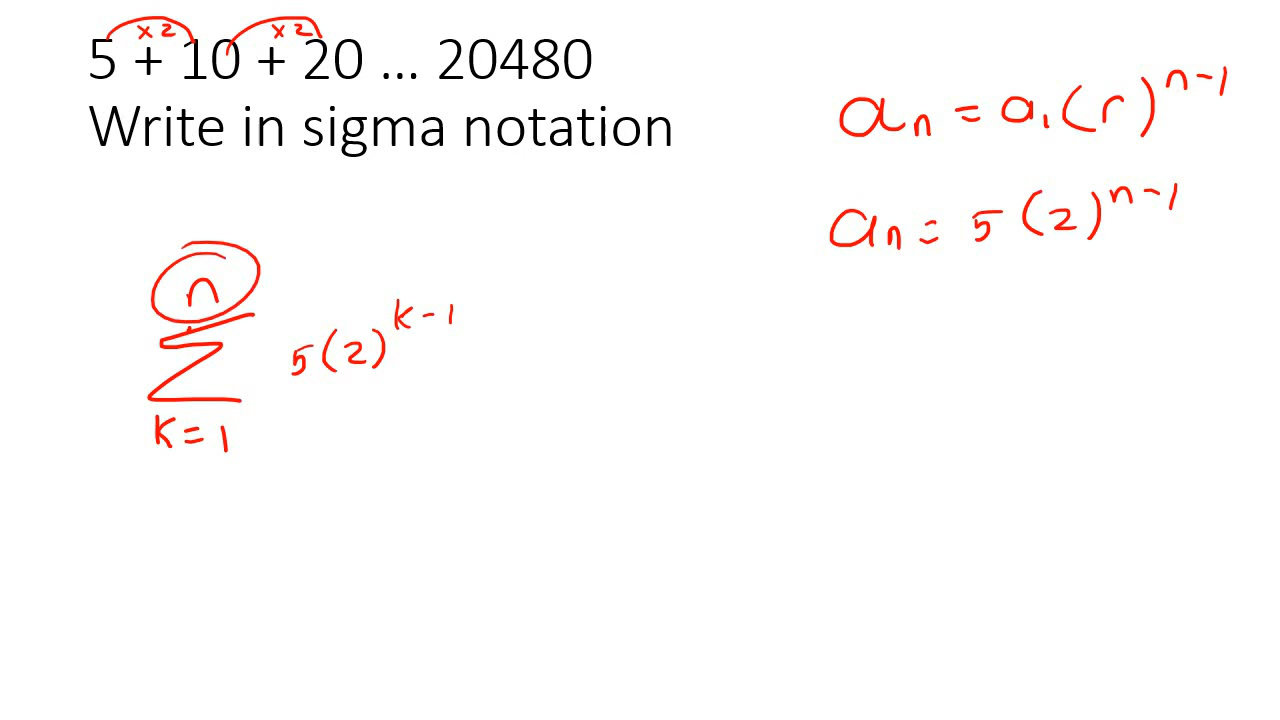 ×2 ×2
5 + 10 + 20 … 20480
Write in sigma notation
aₙ = a₁(r)ⁿ⁻¹
aₙ = 5(2)ⁿ⁻¹
n
Σ 5(2)ᵏ⁻¹
k=1